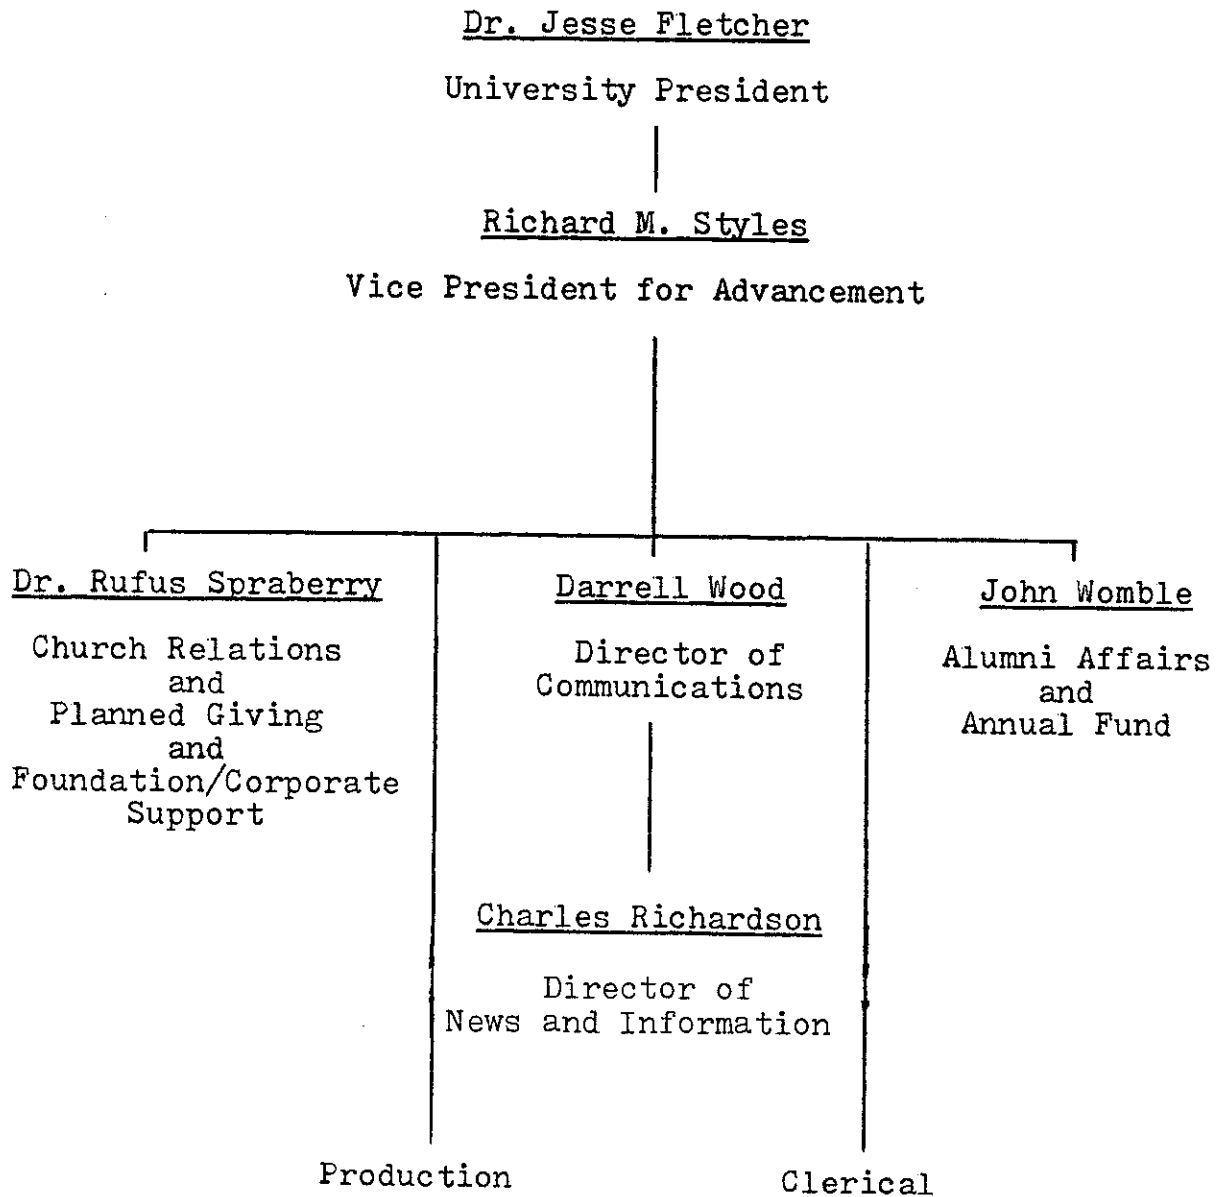 Dr. Jesse Fletcher
University President
Richard M. Styles
Vice President for Advancement
Dr. Rufus Spraberry
Church Relations
and
Planned Giving
and
Foundation/Corporate
Support
Darrell Wood
Director of
Communications
John Womble
Alumni Affairs
and
Annual Fund
Charles Richardson
Director of
News and Information
Production
Clerical